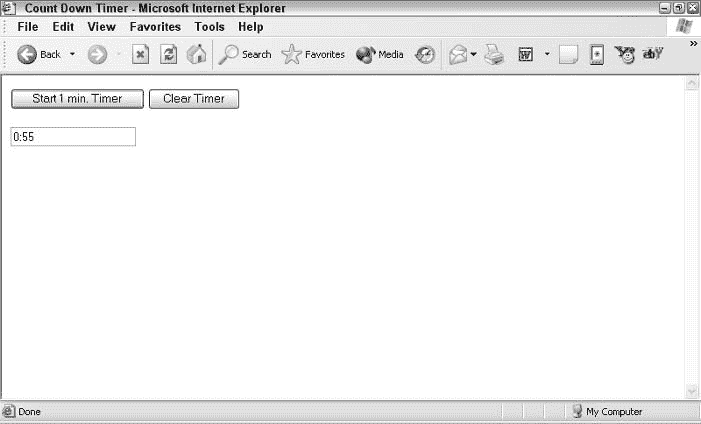 Count Down Timer - Microsoft Internet Explorer
File Edit View Favorites Tools Help
Back Search Favorites Media W »
Start 1 min. Timer Clear Timer
0:55
Done My Computer